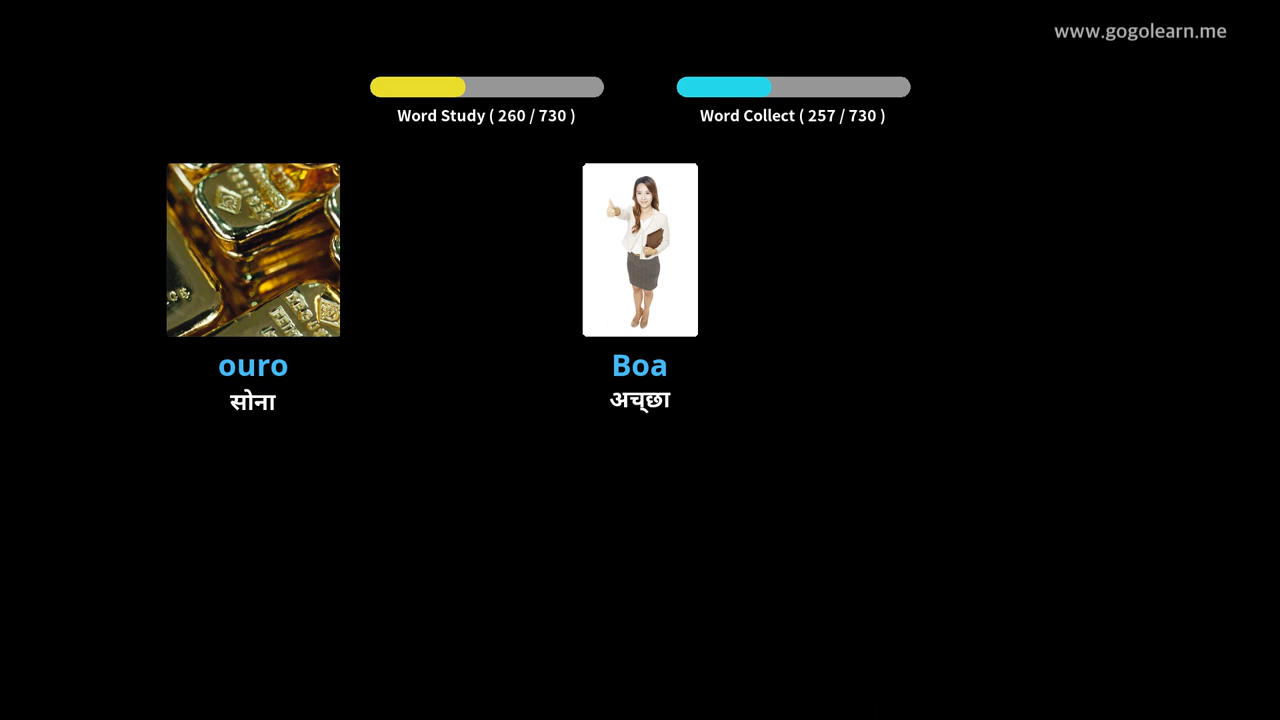 www.gogolearn.me
Word Study ( 260 / 730 )
Word Collect ( 257 / 730 )
ouro
सोना
Boa
अच्छा